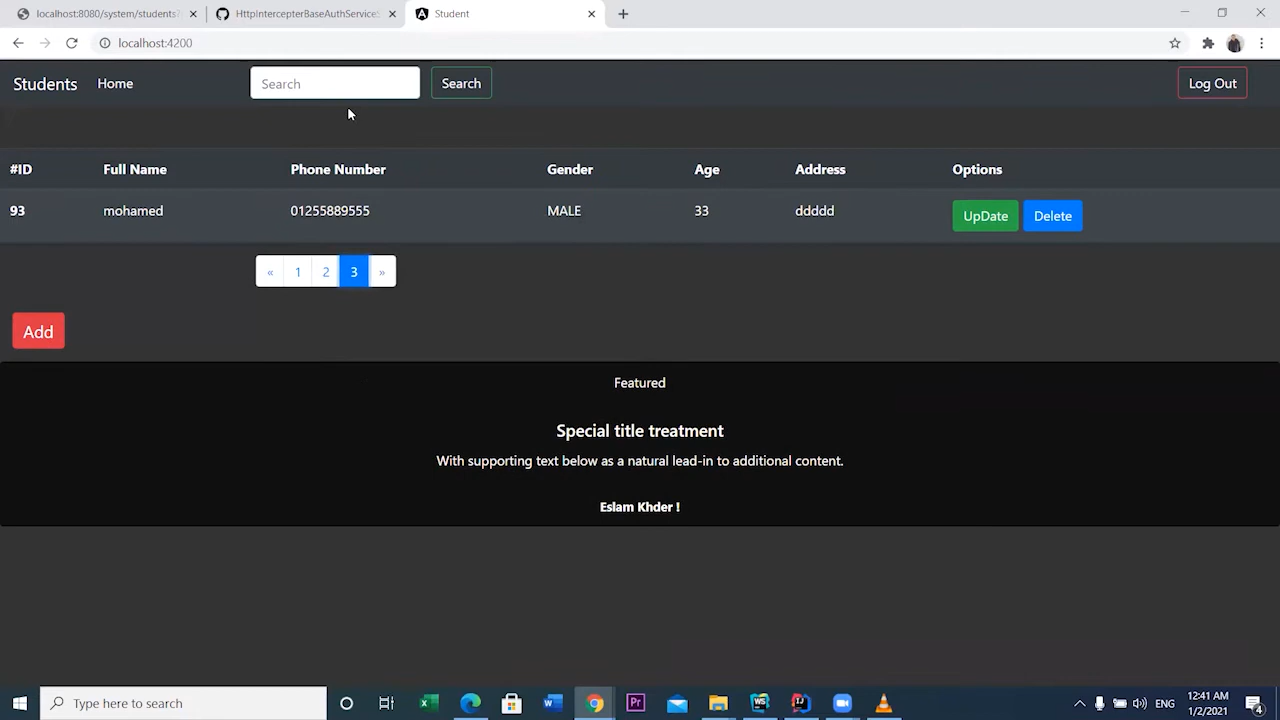 localhost:8080/system/students?
HttpIntercepterBaseAuthServiceS
Student
localhost:4200
Students Home Search Search Log Out
#ID Full Name Phone Number Gender Age Address Options
93 mohamed 01255889555 MALE 33 ddddd UpDate Delete
« 1 2 3 »
Add
Featured
Special title treatment
With supporting text below as a natural lead-in to additional content.
Eslam Khder !
Type here to search
ENG
12:41 AM
1/2/2021